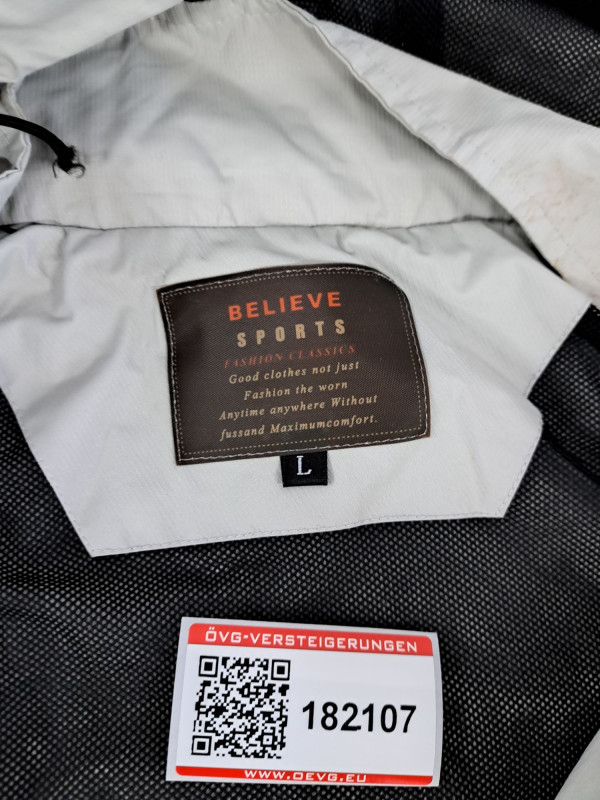 BELIEVE
SPORTS
FASHION CLASSICS
Good clothes not just
Fashion the worn
Anytime anywhere Without
fussand Maximumcomfort.
L
ÖVG-VERSTEIGERUNGEN
182107
WWW.OEVG.EU